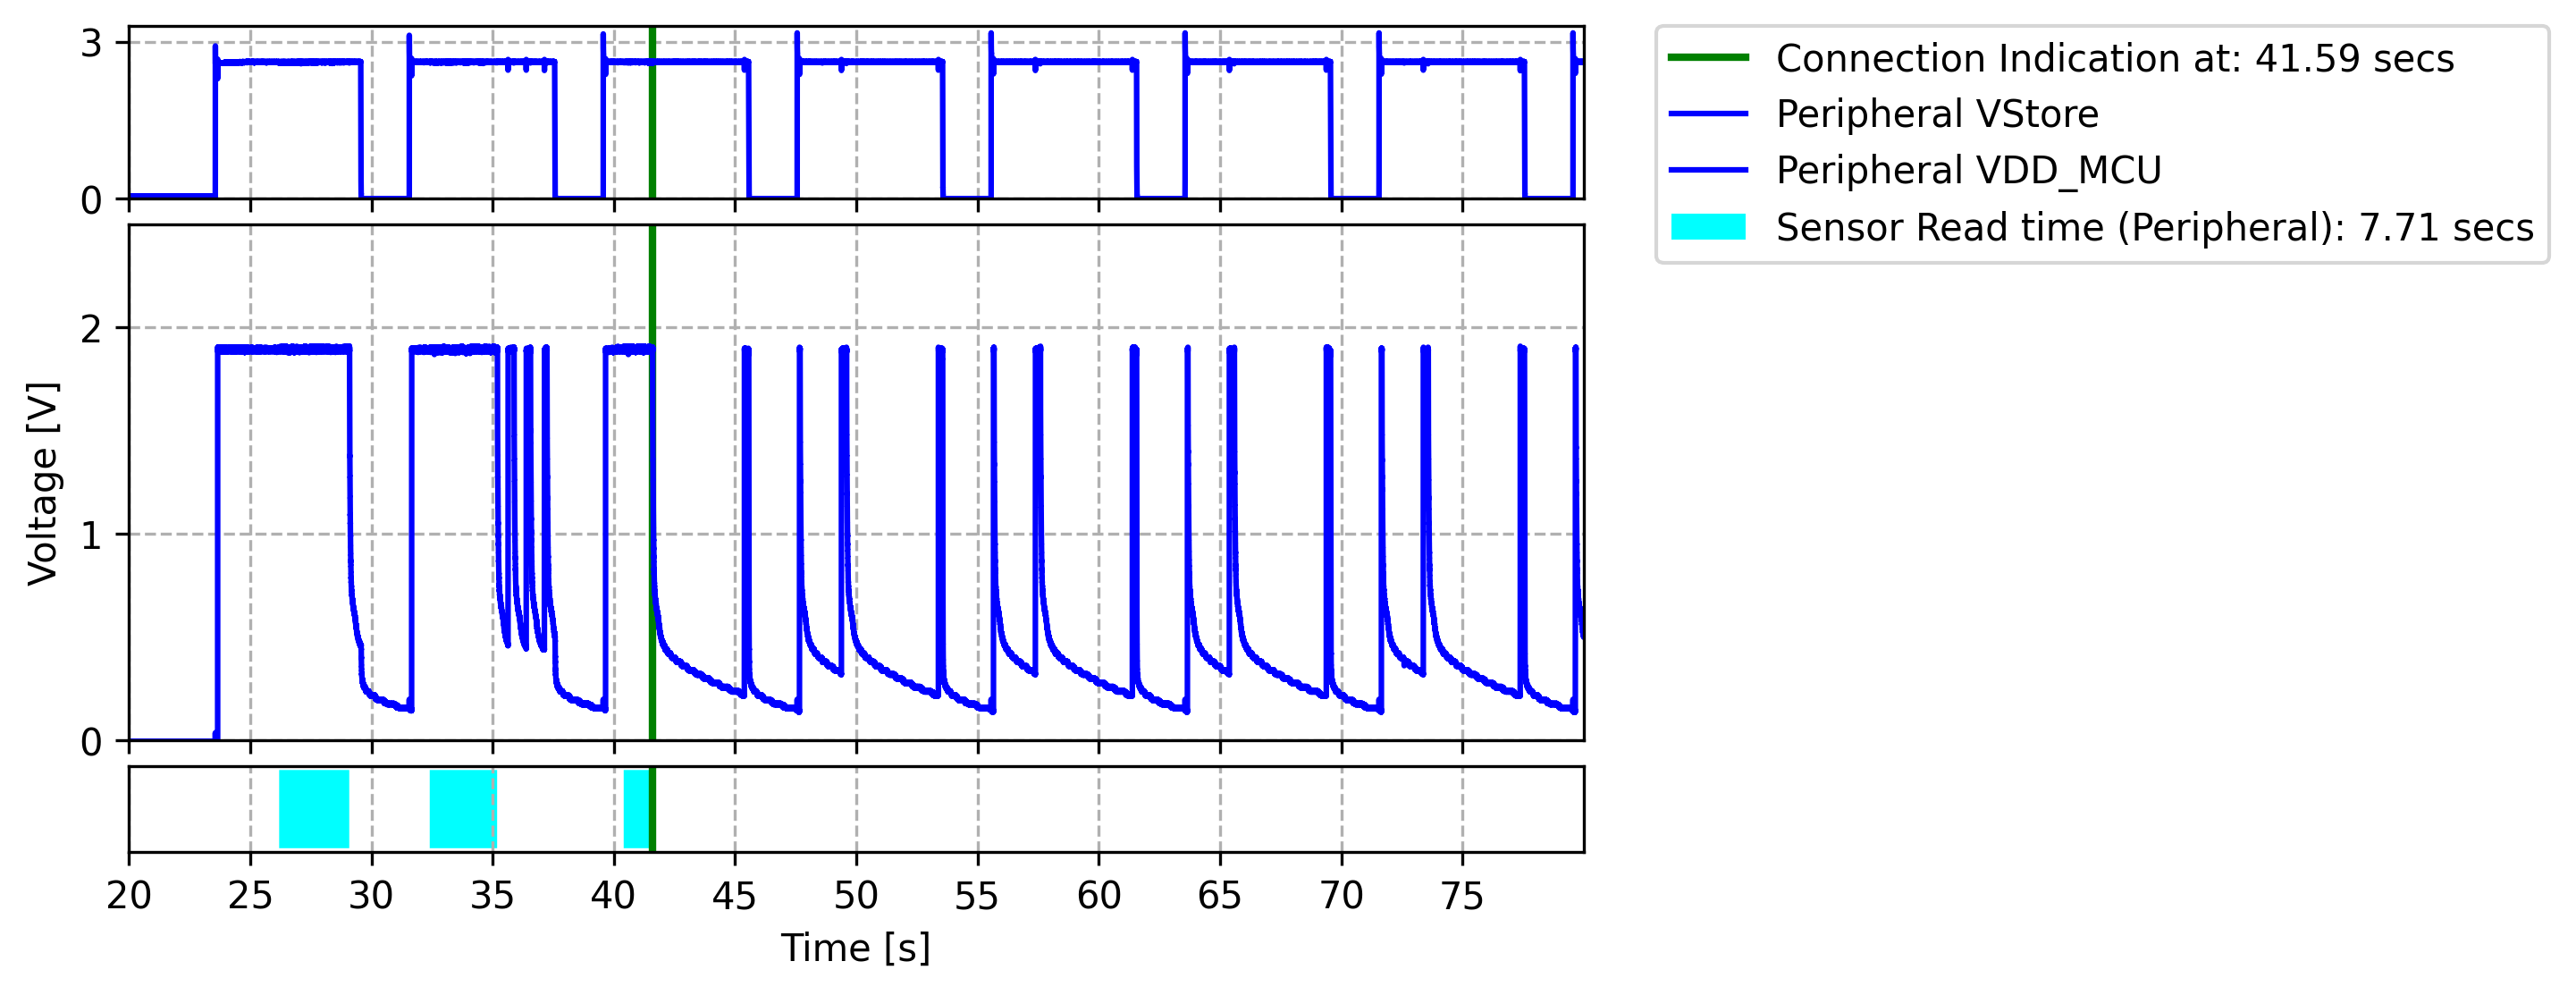 3
0
Connection Indication at: 41.59 secs
Peripheral VStore
Peripheral VDD_MCU
Sensor Read time (Peripheral): 7.71 secs
Voltage [V]
2
1
0
20 25 30 35 40 45 50 55 60 65 70 75
Time [s]